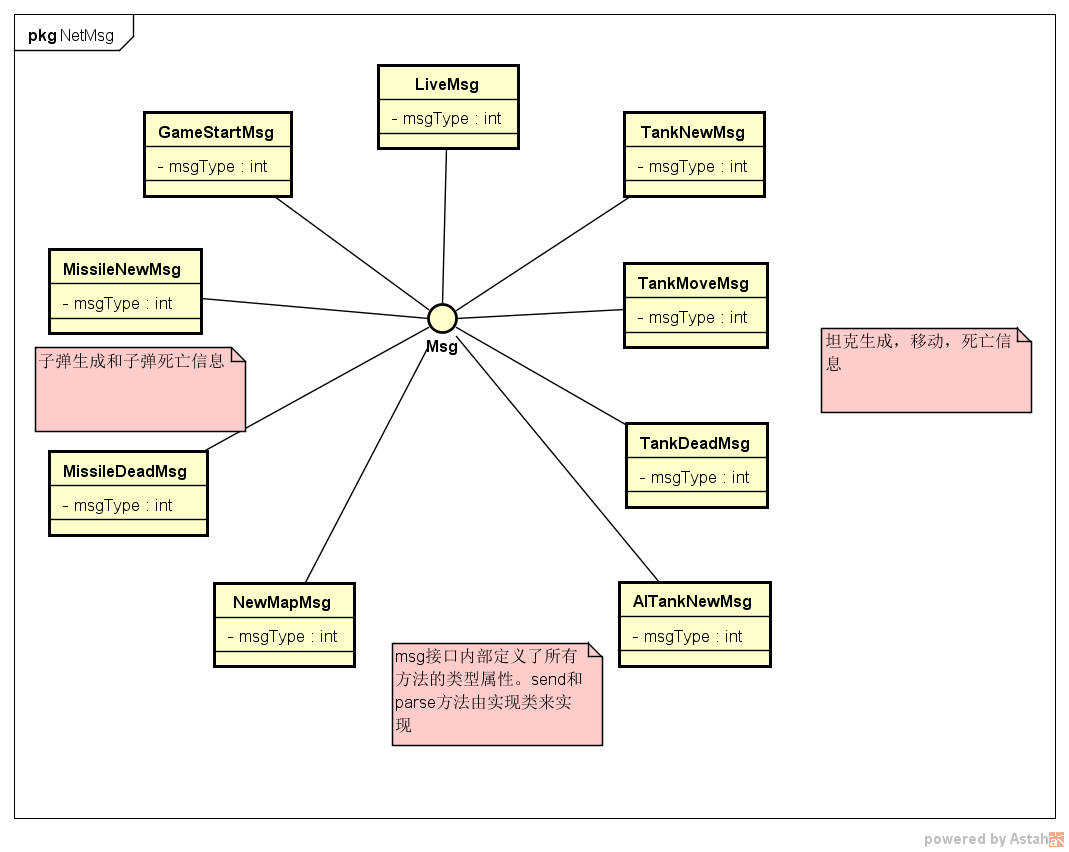 pkg NetMsg
LiveMsg
- msgType : int
GameStartMsg
- msgType : int
TankNewMsg
- msgType : int
MissileNewMsg
- msgType : int
TankMoveMsg
- msgType : int
Msg
子弹生成和子弹死亡信息
坦克生成，移动，死亡信
息
TankDeadMsg
- msgType : int
MissileDeadMsg
- msgType : int
NewMapMsg
- msgType : int
AITankNewMsg
- msgType : int
msg接口内部定义了所有
方法的类型属性。send和
parse方法由实现类来实
现
powered by Astah